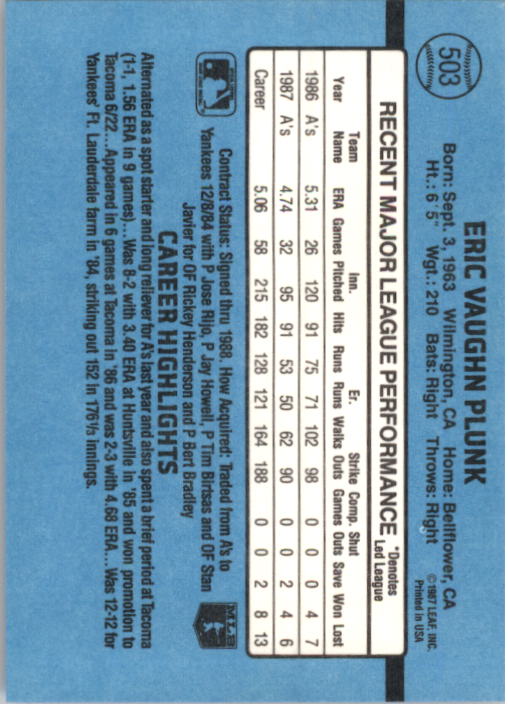 503
ERIC VAUGHN PLUNK
Born: Sept. 3, 1963 Wilmington, CA Home: Bellflower, CA
Ht.: 6'5" Wgt.: 210 Bats: Right Throws: Right
©1987 LEAF, INC.
Printed in USA
RECENT MAJOR LEAGUE PERFORMANCE
*Denotes
Led League
Team Inn. Er. Strike Comp. Shut
Year Name ERA Games Pitched Hits Runs Runs Walks Outs Games Outs Save Won Lost
1986 A's 5.31 26 120 91 75 71 102 98 0 0 0 4 7
1987 A's 4.74 32 95 91 53 50 62 90 0 0 2 4 6
Career 5.06 58 215 182 128 121 164 188 0 0 2 8 13
Contract Status: Signed thru 1988. How Acquired: Traded from A's to
Yankees 12/8/84 with P Jose Rijo, P Jay Howell, P Tim Birtsas and OF Stan
Javier for OF Rickey Henderson and P Bert Bradley
MLB
CAREER HIGHLIGHTS
Alternated as a spot starter and long reliever for A's last year and also spent a brief period at Tacoma
(1-1, 1.56 ERA in 9 games)...Was 8-2 with 3.40 ERA at Huntsville in '85 and won promotion to
Tacoma 6/22...Appeared in 6 games at Tacoma in '86 and was 2-3 with 4.68 ERA...Was 12-12 for
Yankees' Ft. Lauderdale farm in '84, striking out 152 in 176⅓ innings.